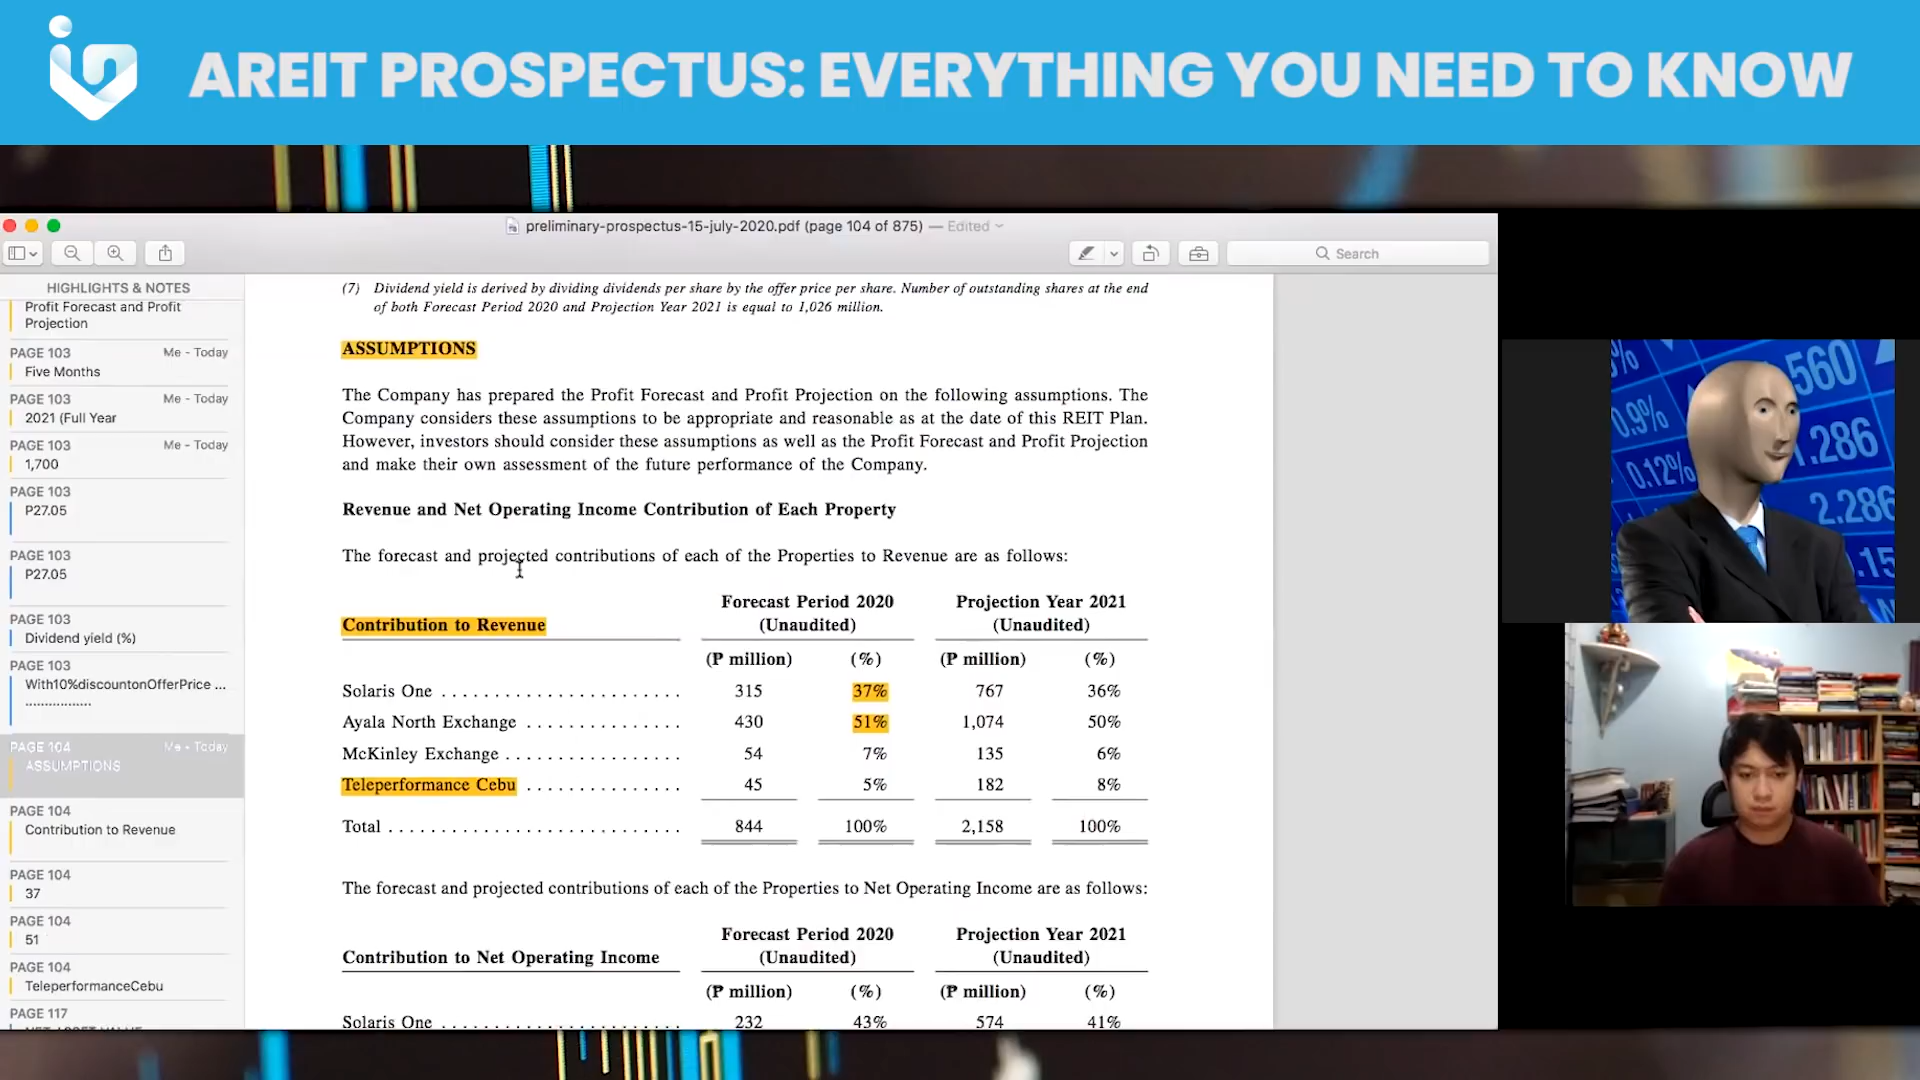 AREIT PROSPECTUS: EVERYTHING YOU NEED TO KNOW
preliminary-prospectus-15-july-2020.pdf (page 104 of 875) — Edited
Search
HIGHLIGHTS & NOTES
Profit Forecast and Profit
Projection
PAGE 103 Me - Today
Five Months
PAGE 103 Me - Today
2021 (Full Year
PAGE 103 Me - Today
1,700
PAGE 103
P27.05
PAGE 103
P27.05
PAGE 103
Dividend yield (%)
PAGE 103
With10%discountonOfferPrice ...
.................
PAGE 104 Me - Today
ASSUMPTIONS
PAGE 104
Contribution to Revenue
PAGE 104
37
PAGE 104
51
PAGE 104
TeleperformanceCebu
PAGE 117
(7) Dividend yield is derived by dividing dividends per share by the offer price per share. Number of outstanding shares at the end
of both Forecast Period 2020 and Projection Year 2021 is equal to 1,026 million.
ASSUMPTIONS
The Company has prepared the Profit Forecast and Profit Projection on the following assumptions. The
Company considers these assumptions to be appropriate and reasonable as at the date of this REIT Plan.
However, investors should consider these assumptions as well as the Profit Forecast and Profit Projection
and make their own assessment of the future performance of the Company.
Revenue and Net Operating Income Contribution of Each Property
The forecast and projected contributions of each of the Properties to Revenue are as follows:
Forecast Period 2020 Projection Year 2021
Contribution to Revenue (Unaudited) (Unaudited)
(₱ million) (%) (₱ million) (%)
Solaris One 315 37% 767 36%
Ayala North Exchange 430 51% 1,074 50%
McKinley Exchange 54 7% 135 6%
Teleperformance Cebu 45 5% 182 8%
Total 844 100% 2,158 100%
The forecast and projected contributions of each of the Properties to Net Operating Income are as follows:
Forecast Period 2020 Projection Year 2021
Contribution to Net Operating Income (Unaudited) (Unaudited)
(₱ million) (%) (₱ million) (%)
Solaris One 232 43% 574 41%
560
0.9%
1.286
0.12%
2.286
.15